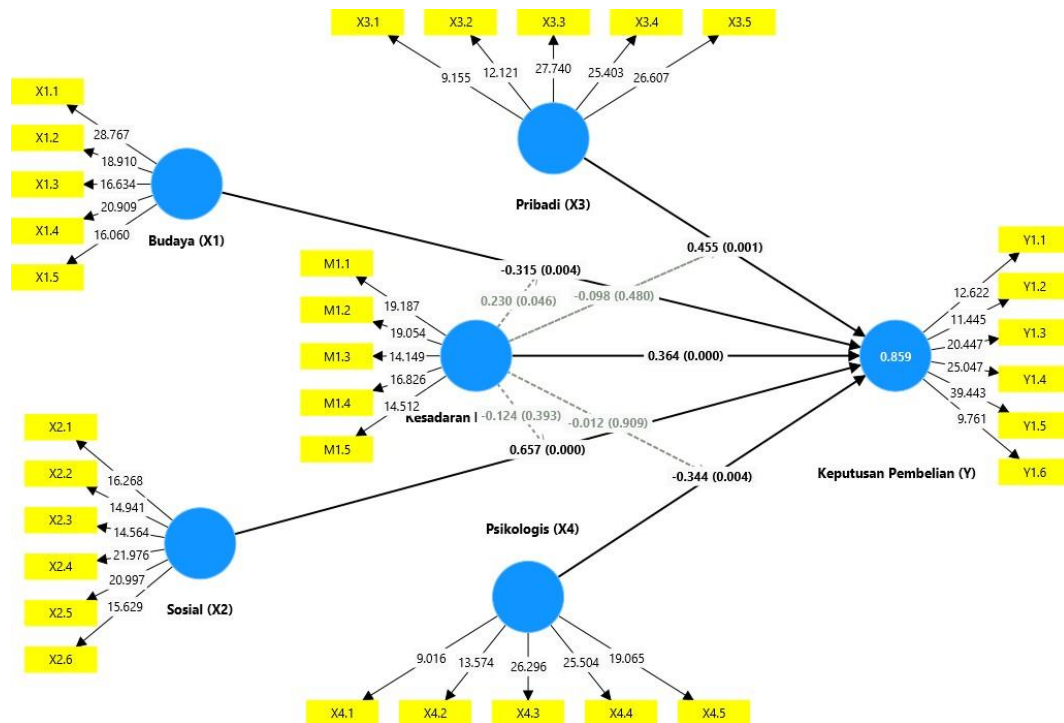 X3.1
X3.2
X3.3
X3.4
X3.5
9.155
12.121
27.740
25.403
26.607
Pribadi (X3)
X1.1
X1.2
X1.3
X1.4
X1.5
28.767
18.910
16.634
20.909
16.060
Budaya (X1)
M1.1
M1.2
M1.3
M1.4
M1.5
19.187
19.054
14.149
16.826
14.512
Kesadaran
0.455 (0.001)
-0.315 (0.004)
0.230 (0.046)
-0.098 (0.480)
0.364 (0.000)
-0.124 (0.393)
-0.012 (0.909)
0.657 (0.000)
-0.344 (0.004)
Y1.1
Y1.2
Y1.3
Y1.4
Y1.5
Y1.6
12.622
11.445
20.447
25.047
39.443
9.761
0.859
Keputusan Pembelian (Y)
X2.1
X2.2
X2.3
X2.4
X2.5
X2.6
16.268
14.941
14.564
21.976
20.997
15.629
Sosial (X2)
Psikologis (X4)
9.016
13.574
26.296
25.504
19.065
X4.1
X4.2
X4.3
X4.4
X4.5